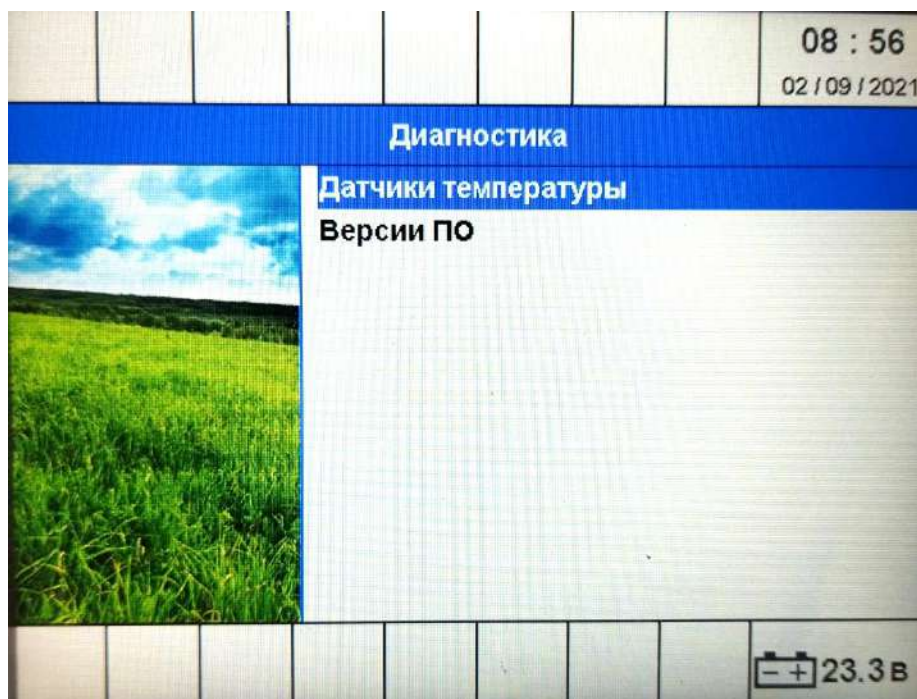 08 : 56
02 / 09 / 2021
Диагностика
Датчики температуры
Версии ПО
- + 23.3 В